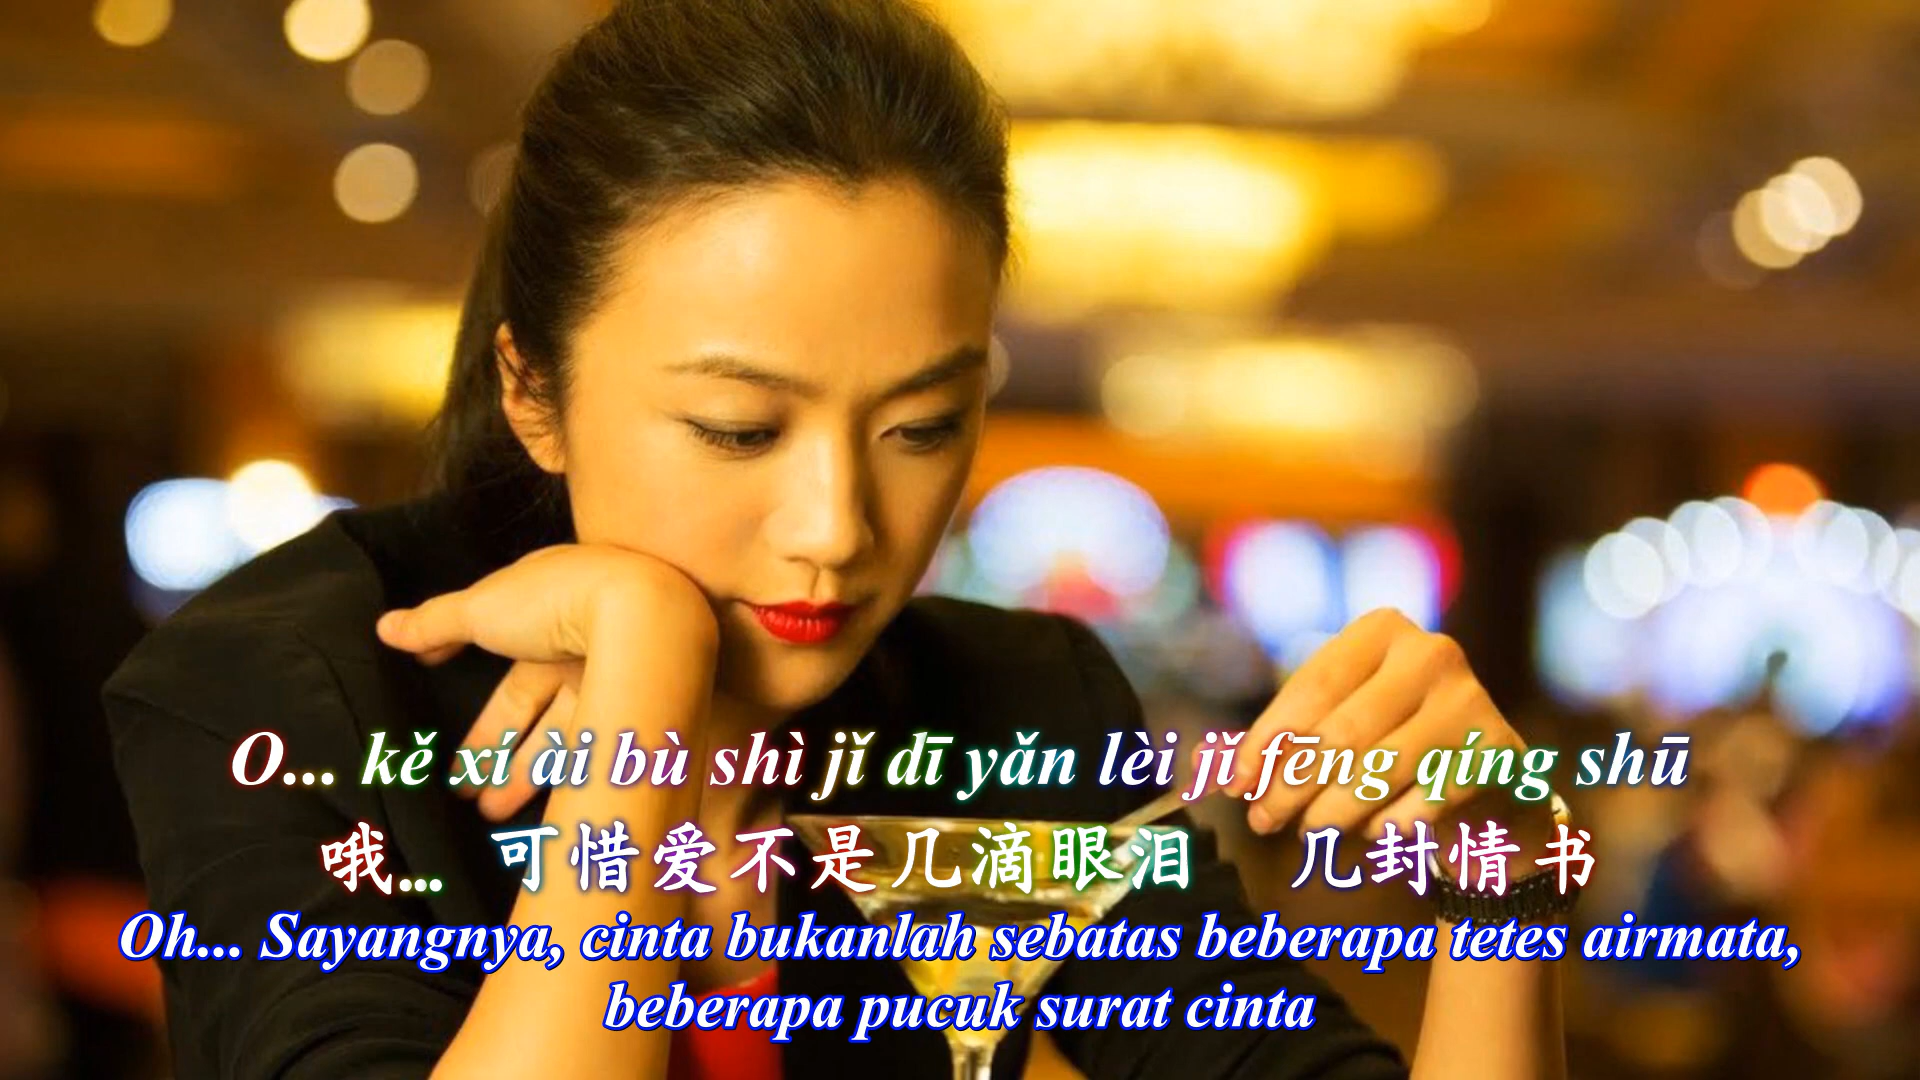 O... kě xí ài bù shì jǐ dī yǎn lèi jǐ fēng qíng shū
哦... 可惜爱不是几滴眼泪 几封情书
Oh... Sayangnya, cinta bukanlah sebatas beberapa tetes airmata,
beberapa pucuk surat cinta